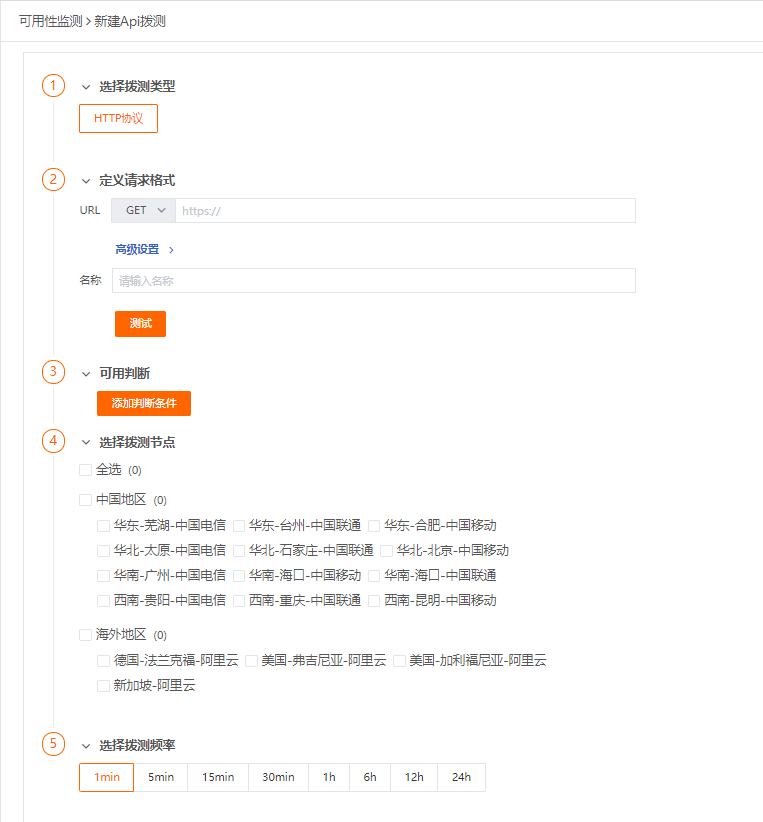 可用性监测 > 新建Api拨测
1 选择拨测类型
HTTP协议
2 定义请求格式
URL GET https://
高级设置 >
名称 请输入名称
测试
3 可用判断
添加判断条件
4 选择拨测节点
全选 (0)
中国地区 (0)
华东-芜湖-中国电信 华东-台州-中国联通 华东-合肥-中国移动
华北-太原-中国电信 华北-石家庄-中国联通 华北-北京-中国移动
华南-广州-中国电信 华南-海口-中国移动 华南-海口-中国联通
西南-贵阳-中国电信 西南-重庆-中国联通 西南-昆明-中国移动
海外地区 (0)
德国-法兰克福-阿里云 美国-弗吉尼亚-阿里云 美国-加利福尼亚-阿里云
新加坡-阿里云
5 选择拨测频率
1min 5min 15min 30min 1h 6h 12h 24h